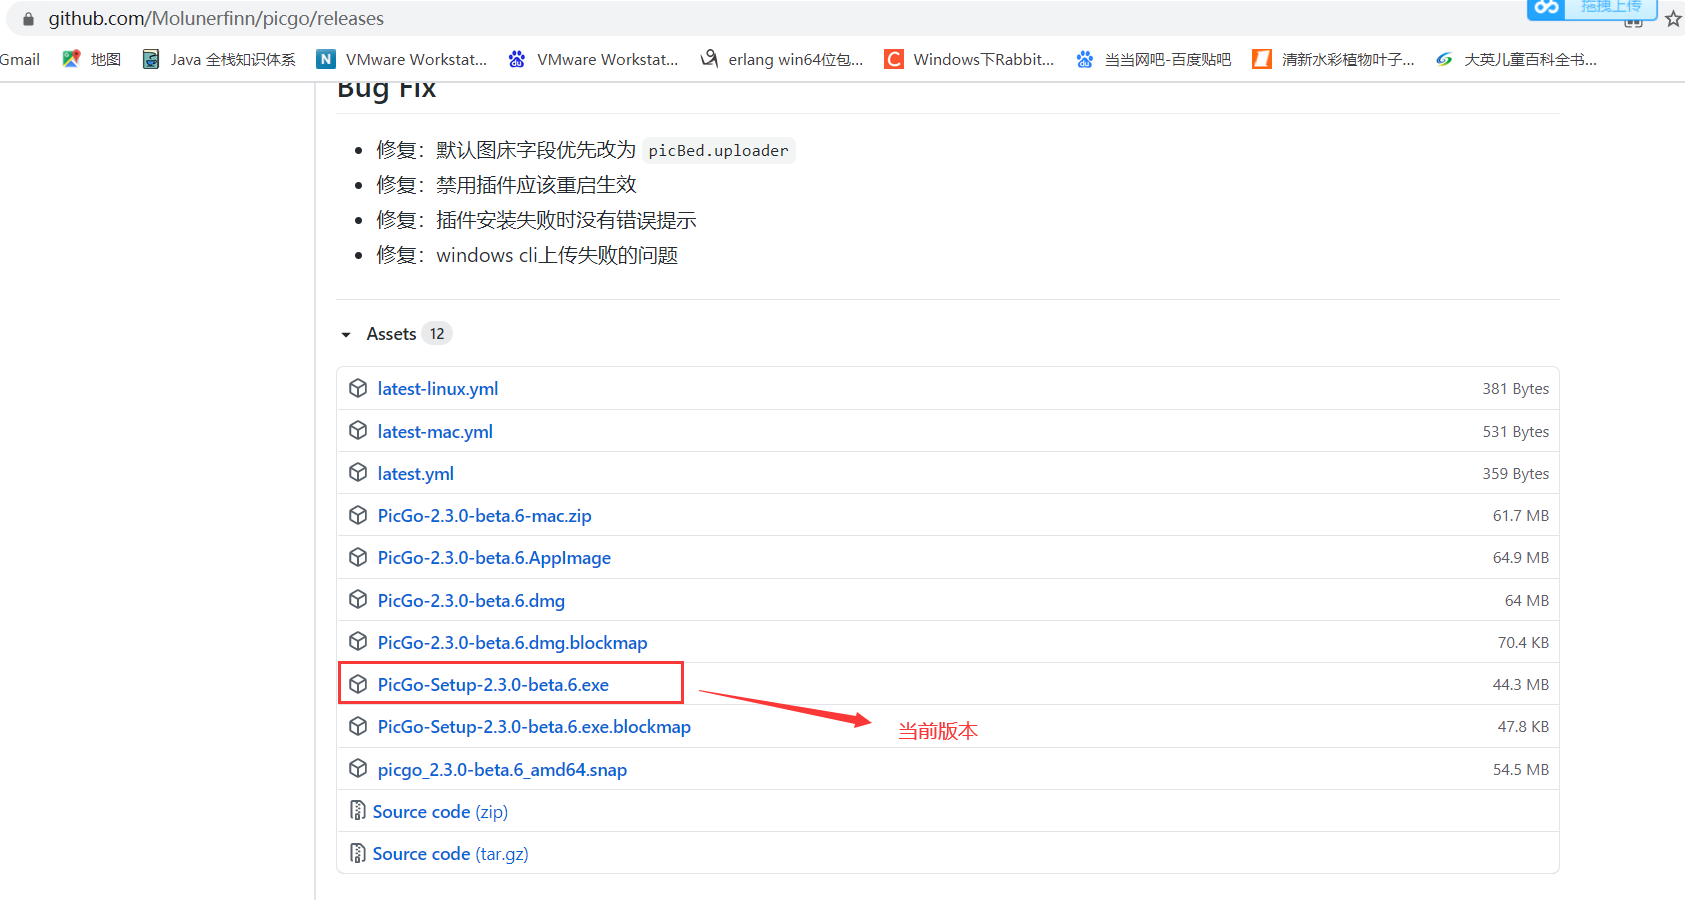 github.com/Molunerfinn/picgo/releases
拖拽上传
Gmail 地图 Java 全栈知识体系 VMware Workstat... VMware Workstat... erlang win64位包... Windows下Rabbit... 当当网吧-百度贴吧 清新水彩植物叶子... 大英儿童百科全书...
Bug Fix
修复：默认图床字段优先改为 picBed.uploader
修复：禁用插件应该重启生效
修复：插件安装失败时没有错误提示
修复：windows cli上传失败的问题
Assets 12
latest-linux.yml 381 Bytes
latest-mac.yml 531 Bytes
latest.yml 359 Bytes
PicGo-2.3.0-beta.6-mac.zip 61.7 MB
PicGo-2.3.0-beta.6.AppImage 64.9 MB
PicGo-2.3.0-beta.6.dmg 64 MB
PicGo-2.3.0-beta.6.dmg.blockmap 70.4 KB
PicGo-Setup-2.3.0-beta.6.exe 44.3 MB
PicGo-Setup-2.3.0-beta.6.exe.blockmap 47.8 KB
当前版本
picgo_2.3.0-beta.6_amd64.snap 54.5 MB
Source code (zip)
Source code (tar.gz)